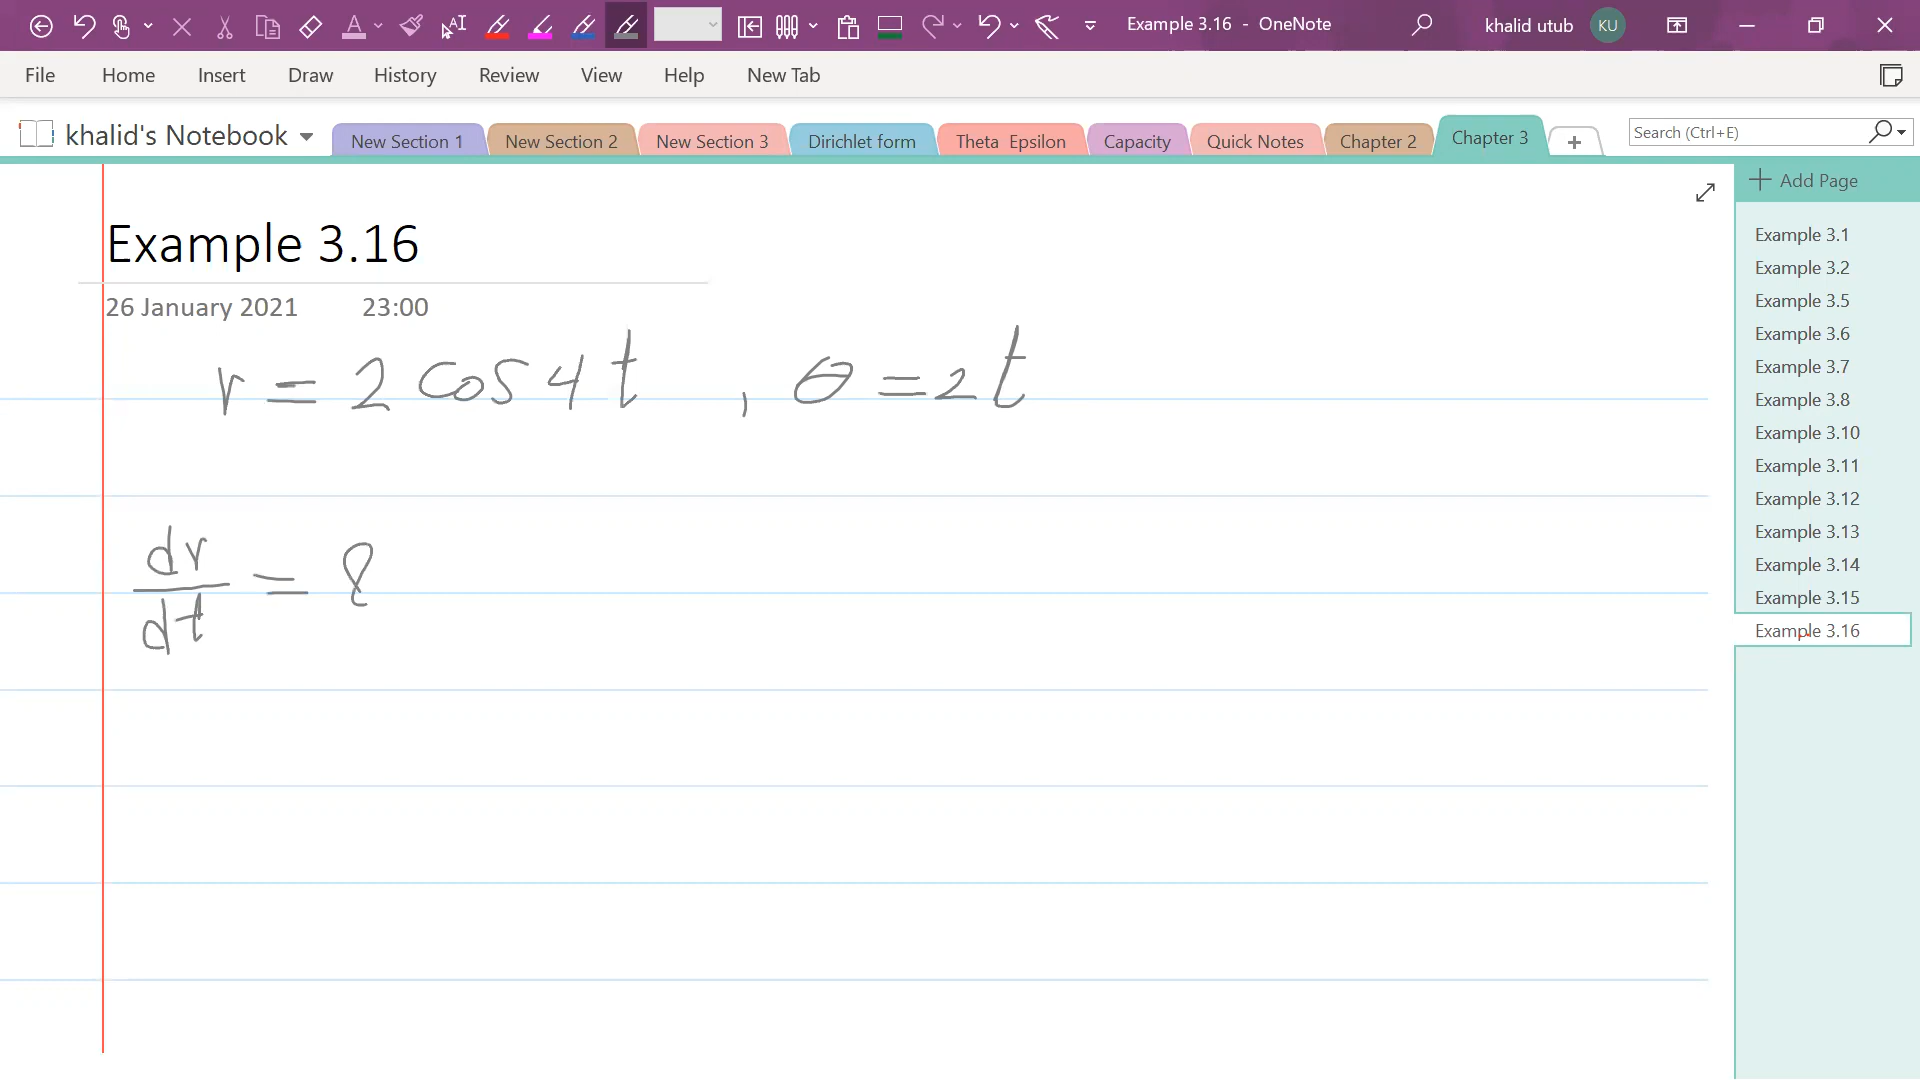 Example 3.16 - OneNote
khalid utub
KU
File Home Insert Draw History Review View Help New Tab
khalid's Notebook
New Section 1 New Section 2 New Section 3 Dirichlet form Theta Epsilon Capacity Quick Notes Chapter 2 Chapter 3
Search (Ctrl+E)
Add Page
Example 3.16
26 January 2021 23:00
r = 2 cos 4 t , θ = 2 t
dr/dt = 8
Example 3.1
Example 3.2
Example 3.5
Example 3.6
Example 3.7
Example 3.8
Example 3.10
Example 3.11
Example 3.12
Example 3.13
Example 3.14
Example 3.15
Example 3.16